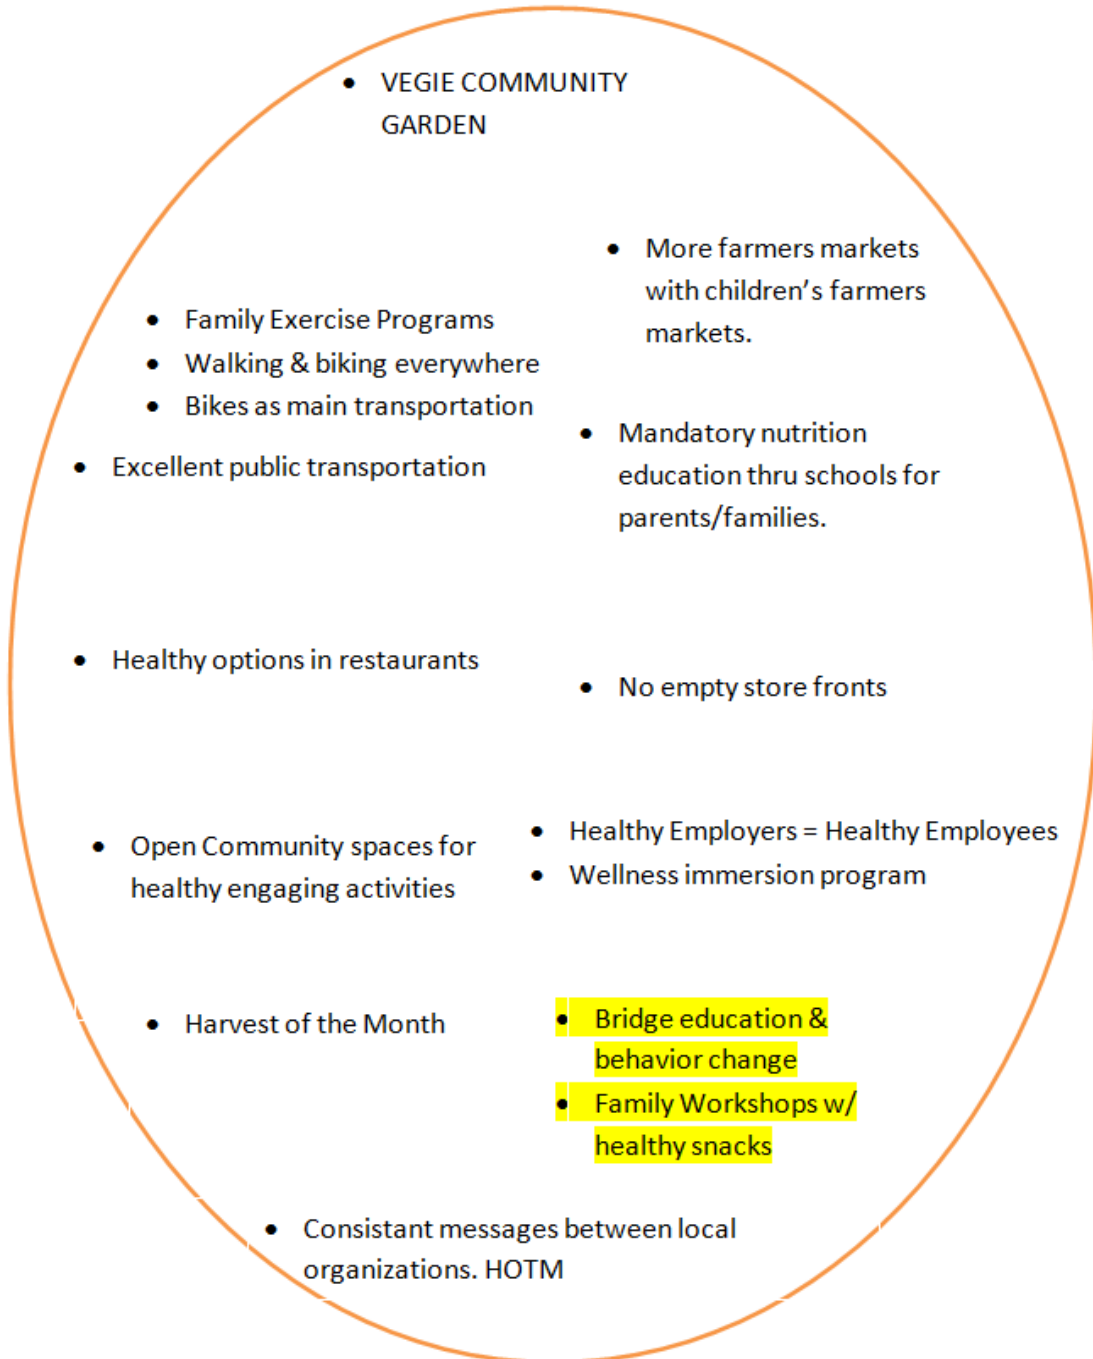 • VEGIE COMMUNITY
GARDEN
• More farmers markets
with children’s farmers
markets.
• Family Exercise Programs
• Walking & biking everywhere
• Bikes as main transportation
• Mandatory nutrition
education thru schools for
parents/families.
• Excellent public transportation
• Healthy options in restaurants
• No empty store fronts
• Open Community spaces for
healthy engaging activities
• Healthy Employers = Healthy Employees
• Wellness immersion program
• Harvest of the Month
• Bridge education &
behavior change
• Family Workshops w/
healthy snacks
• Consistant messages between local
organizations. HOTM